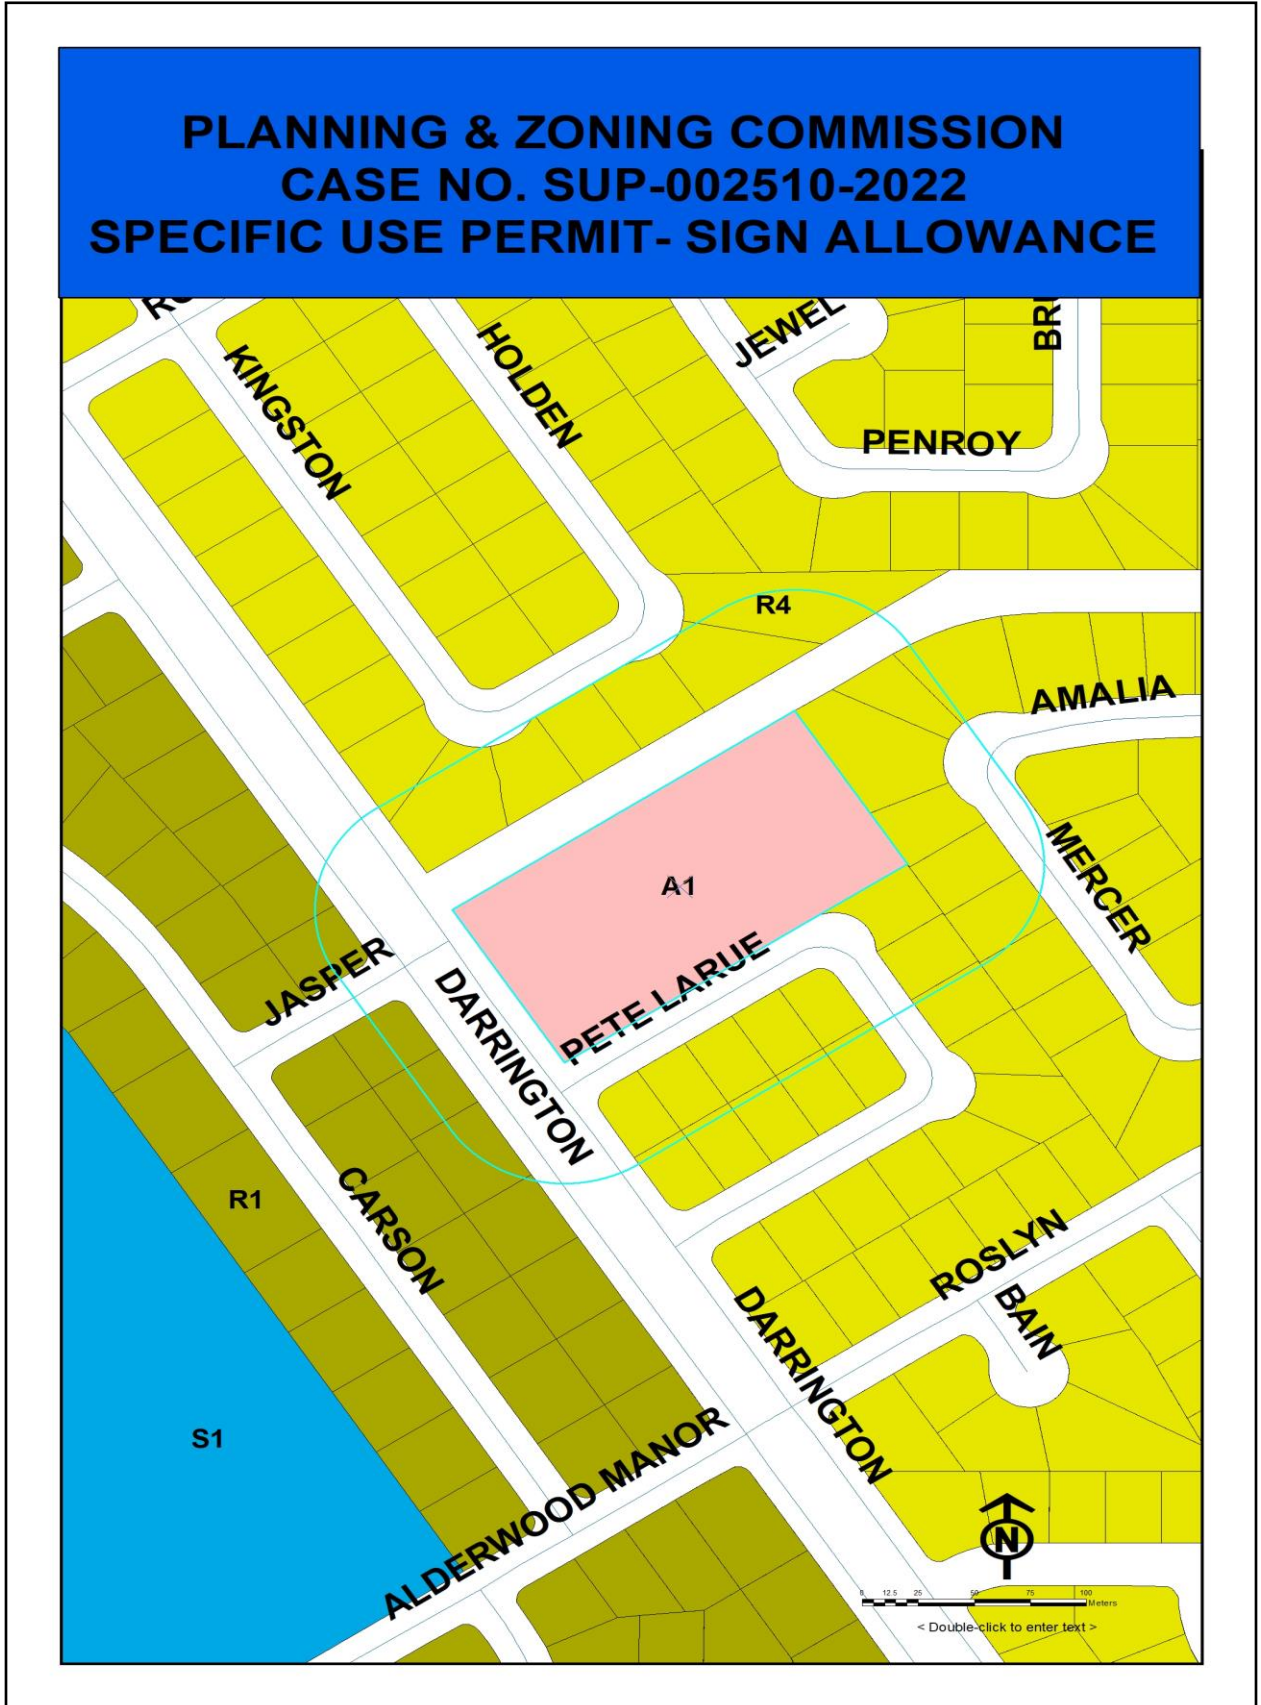 PLANNING & ZONING COMMISSION
CASE NO. SUP-002510-2022
SPECIFIC USE PERMIT- SIGN ALLOWANCE
KINGSTON
HOLDEN
JEWEL
PENROY
R4
AMALIA
MERCER
A1
JASPER
DARRINGTON
PETE LARUE
R1
CARSON
ROSLYN
BAIN
DARRINGTON
S1
ALDERWOOD MANOR
N
0 12.5 25 50 75 100
Meters
< Double-click to enter text >